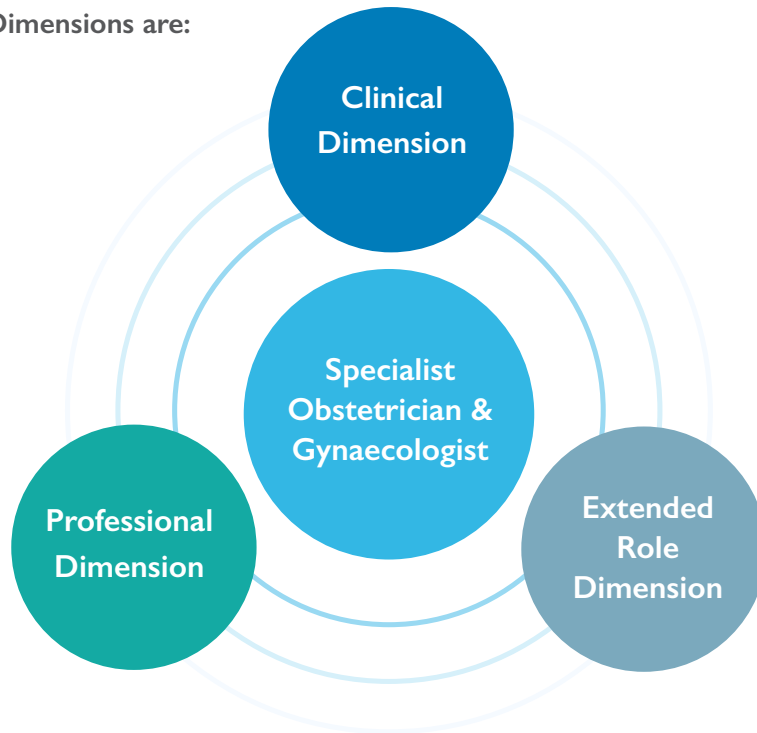 Dimensions are:
Clinical
Dimension
Specialist
Obstetrician &
Gynaecologist
Professional
Dimension
Extended
Role
Dimension